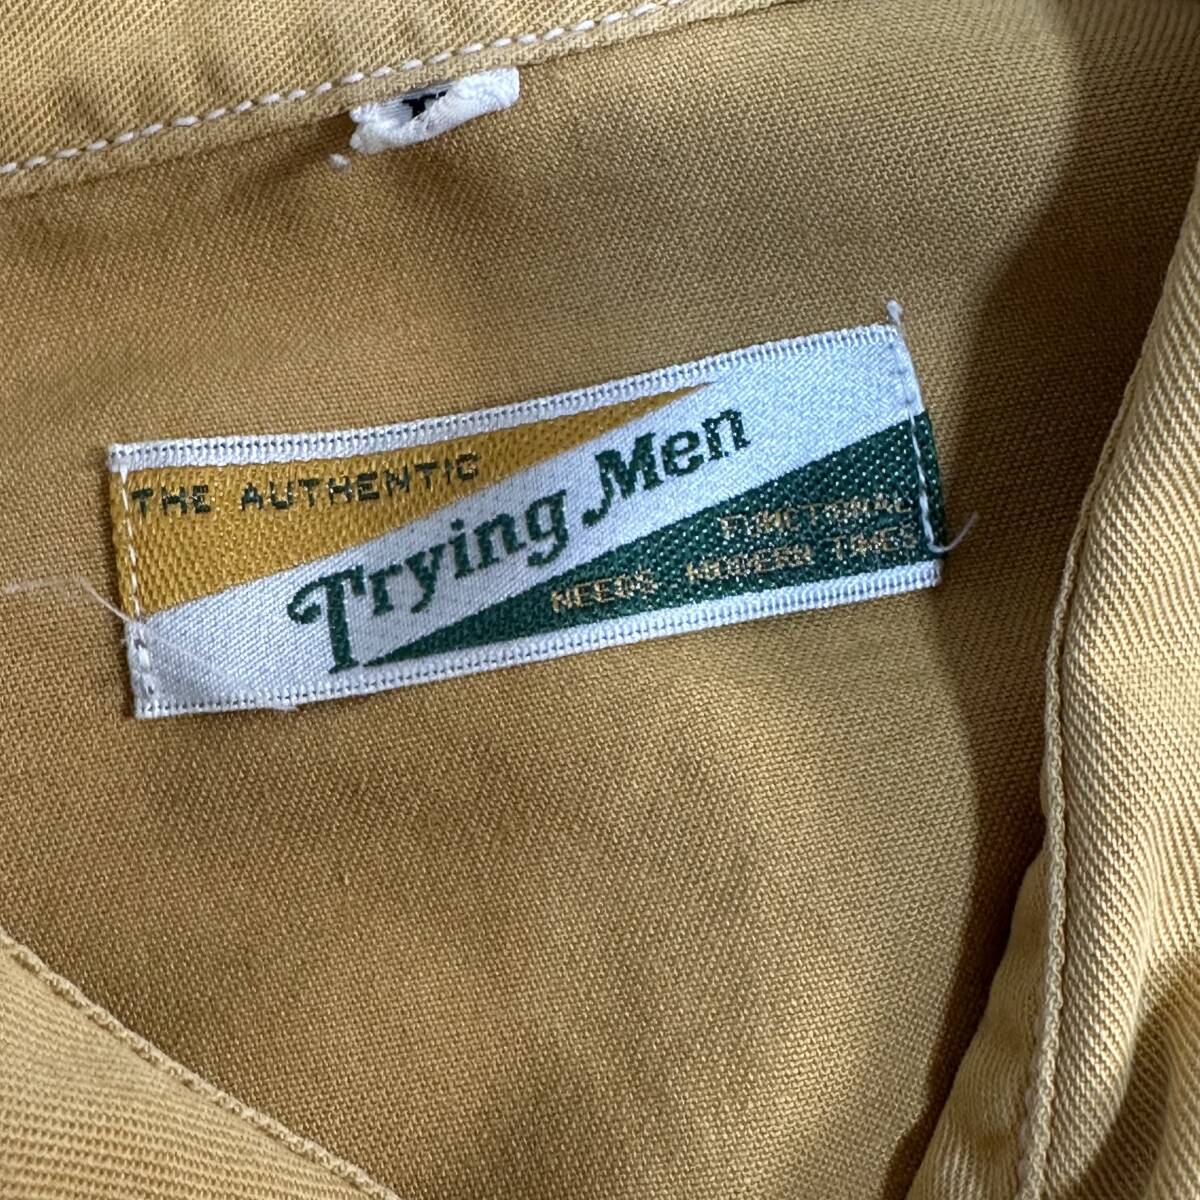 THE AUTHENTIC
Trying Men
FUNCTIONAL
NEEDS MODERN TIMES